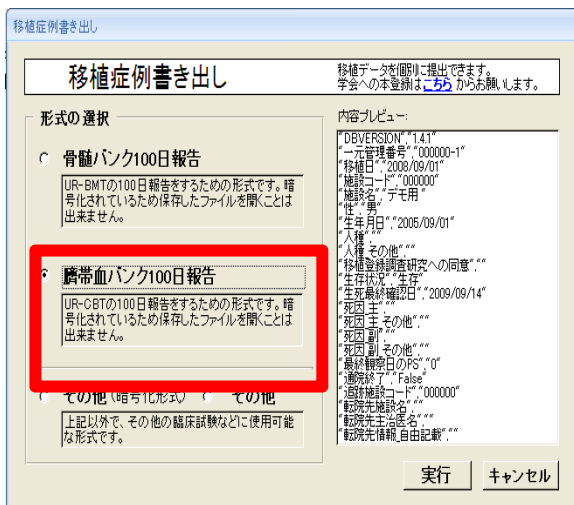 移植症例書き出し
移植症例書き出し
移植データを個別に提出できます。
学会への本登録はこちらからお願いします。
形式の選択
骨髄バンク100日報告
UR-BMTの100日報告をするための形式です。暗
号化されているため保存したファイルを開くことは
出来ません。
臍帯血バンク100日報告
UR-CBTの100日報告をするための形式です。暗
号化されているため保存したファイルを開くことは
出来ません。
その他(暗号化形式) その他
上記以外で、その他の臨床試験などに使用可能
な形式です。
内容プレビュー:
"DBVERSION","1.4.1"
"一元管理番号","000000-1"
"移植日","2008/09/01"
"施設コード","000000"
"施設名","デモ用"
"性","男"
"生年月日","2005/09/01"
"人種",""
"人種_その他",""
"移植登録調査研究への同意",""
"生存状況","生存"
"生死最終確認日","2009/09/14"
"死因_主",""
"死因_主_その他",""
"死因_副",""
"死因_副_その他",""
"最終観察日のPS","0"
"通院終了","False"
"追跡施設コード","000000"
"転院先施設名",""
"転院先主治医名",""
"転院先情報_自由記載",""
実行 キャンセル